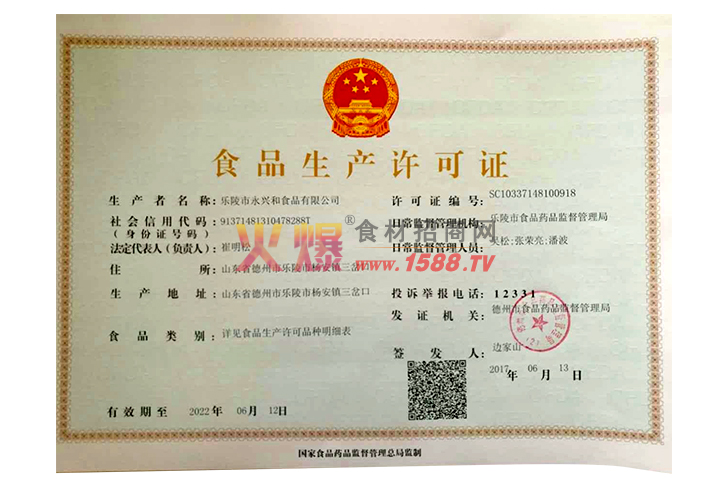 食品生产许可证
生产者名称： 乐陵市永兴和食品有限公司
社会信用代码： 91371481310478288T
（身份证号码）
法定代表人（负责人）： 崔明松
住所： 山东省德州市乐陵市杨安镇三岔口
生产地址： 山东省德州市乐陵市杨安镇三岔口
食品类别： 详见食品生产许可品种明细表
有效期至 2022年 06月 12日
许可证编号： SC10337148100918
日常监督管理机构： 乐陵市食品药品监督管理局
日常监督管理人员： 吴松;张荣亮;潘波
投诉举报电话： 12331
发证机关： 德州市食品药品监督管理局
签发人： 边家山
2017年 06月 13日
国家食品药品监督管理总局监制
火爆®食材招商网
www.1588.TV